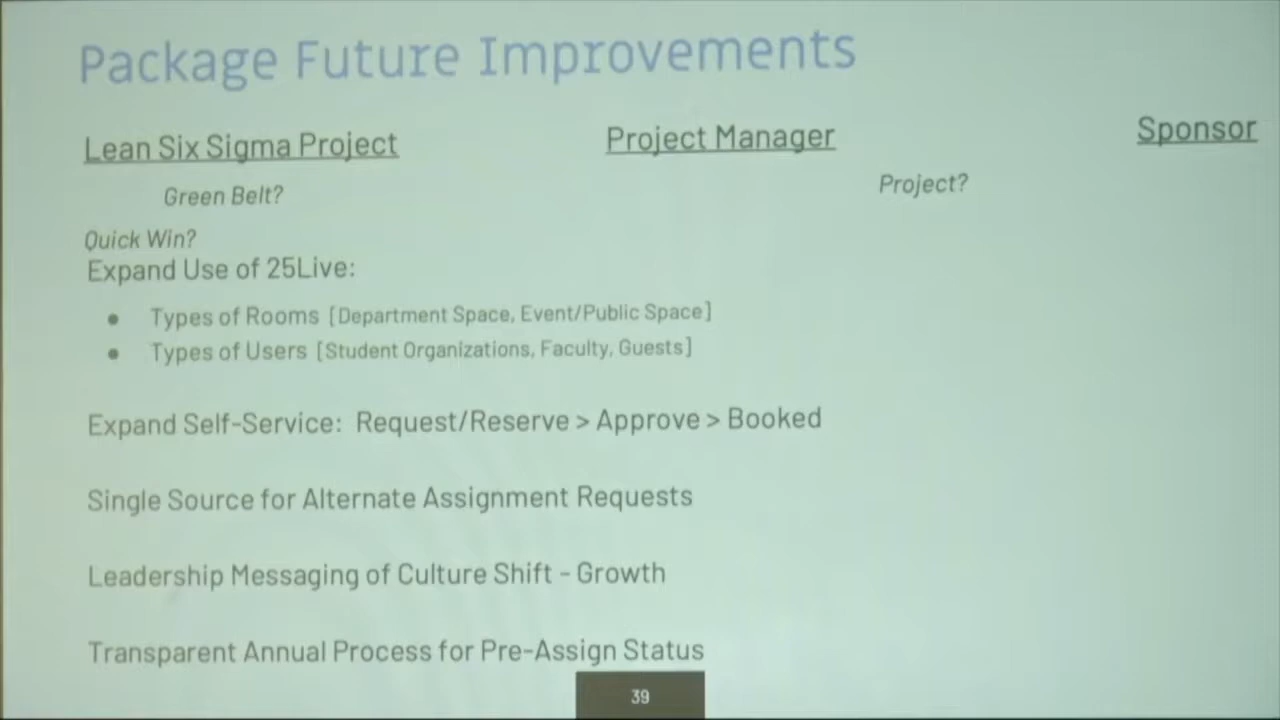 Package Future Improvements
Lean Six Sigma Project Project Manager Sponsor
Green Belt? Project?
Quick Win?
Expand Use of 25Live:
● Types of Rooms [Department Space, Event/Public Space]
● Types of Users [Student Organizations, Faculty, Guests]
Expand Self-Service: Request/Reserve > Approve > Booked
Single Source for Alternate Assignment Requests
Leadership Messaging of Culture Shift - Growth
Transparent Annual Process for Pre-Assign Status
39